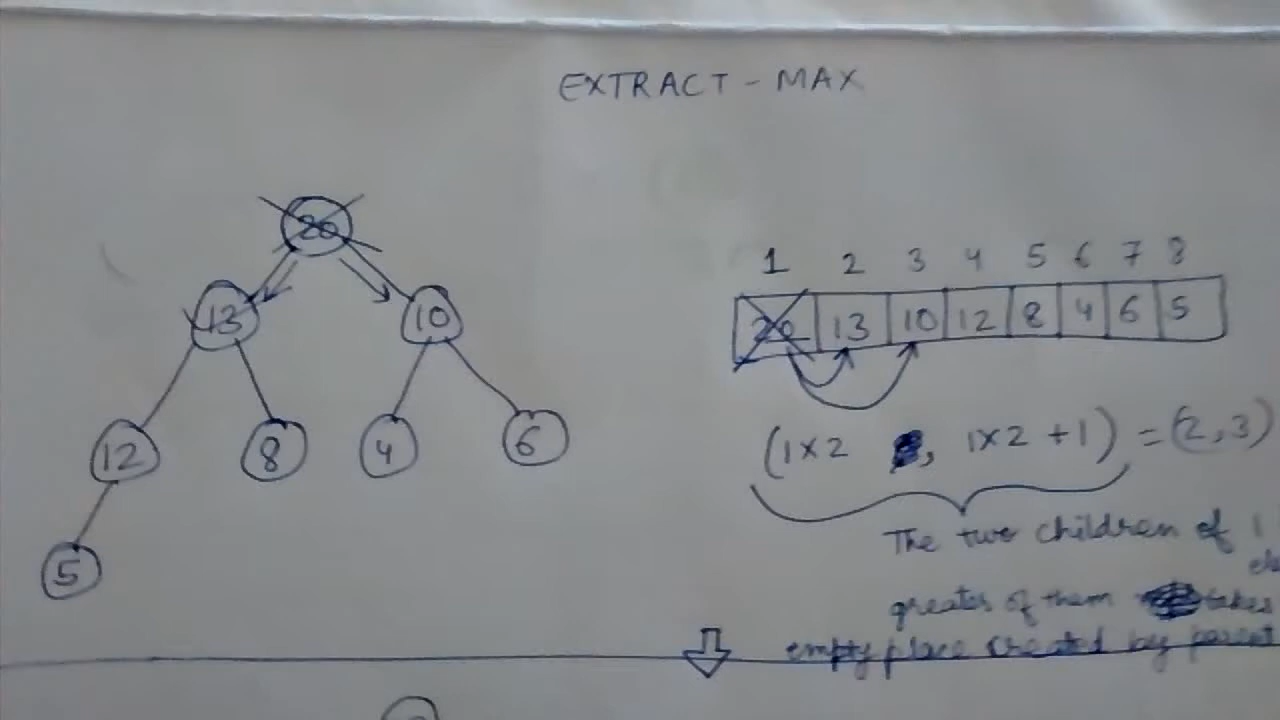 EXTRACT - MAX
20
13 10
12 8 4 6
5
1 2 3 4 5 6 7 8
20 13 10 12 8 4 6 5
(1×2 , 1×2 +1) = (2,3)
The two children of 1
greater of them takes
empty place created by parent